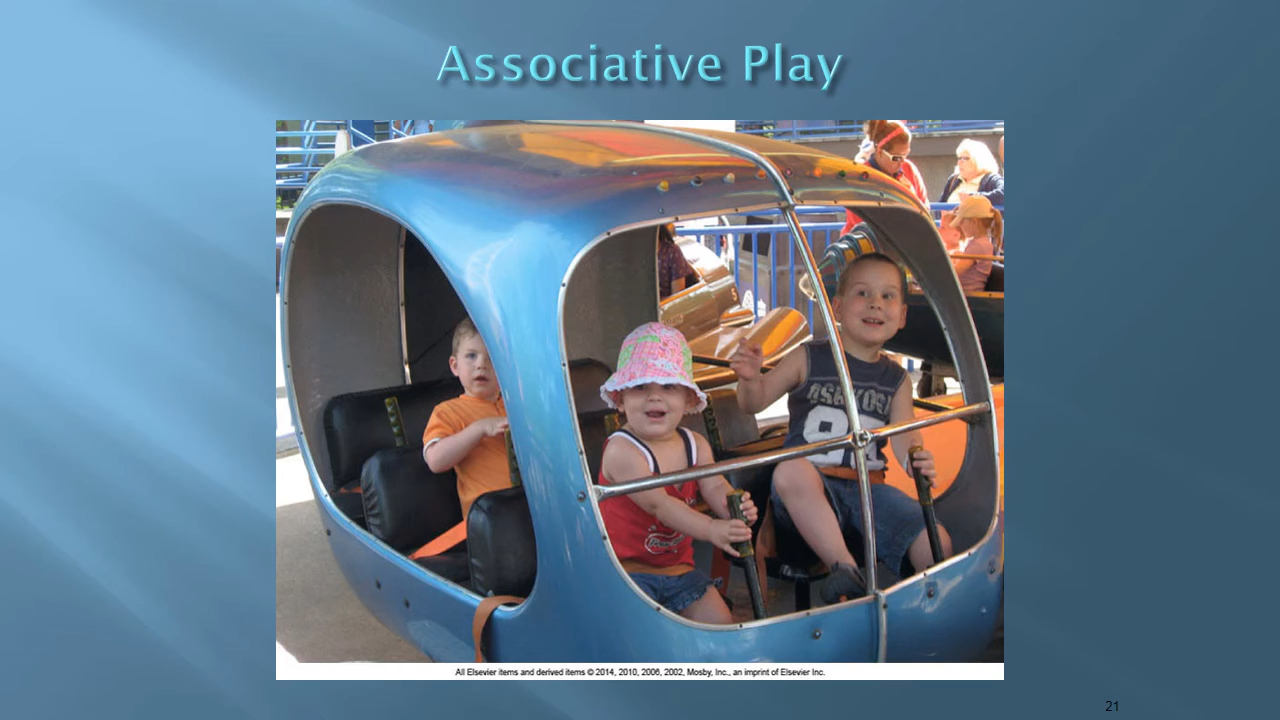 Associative Play
All Elsevier items and derived items © 2014, 2010, 2006, 2002, Mosby, Inc., an imprint of Elsevier Inc.
21